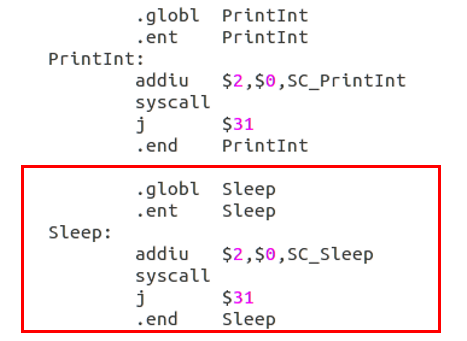 .globl PrintInt
.ent PrintInt
PrintInt:
addiu $2,$0,SC_PrintInt
syscall
j $31
.end PrintInt
.globl Sleep
.ent Sleep
Sleep:
addiu $2,$0,SC_Sleep
syscall
j $31
.end Sleep